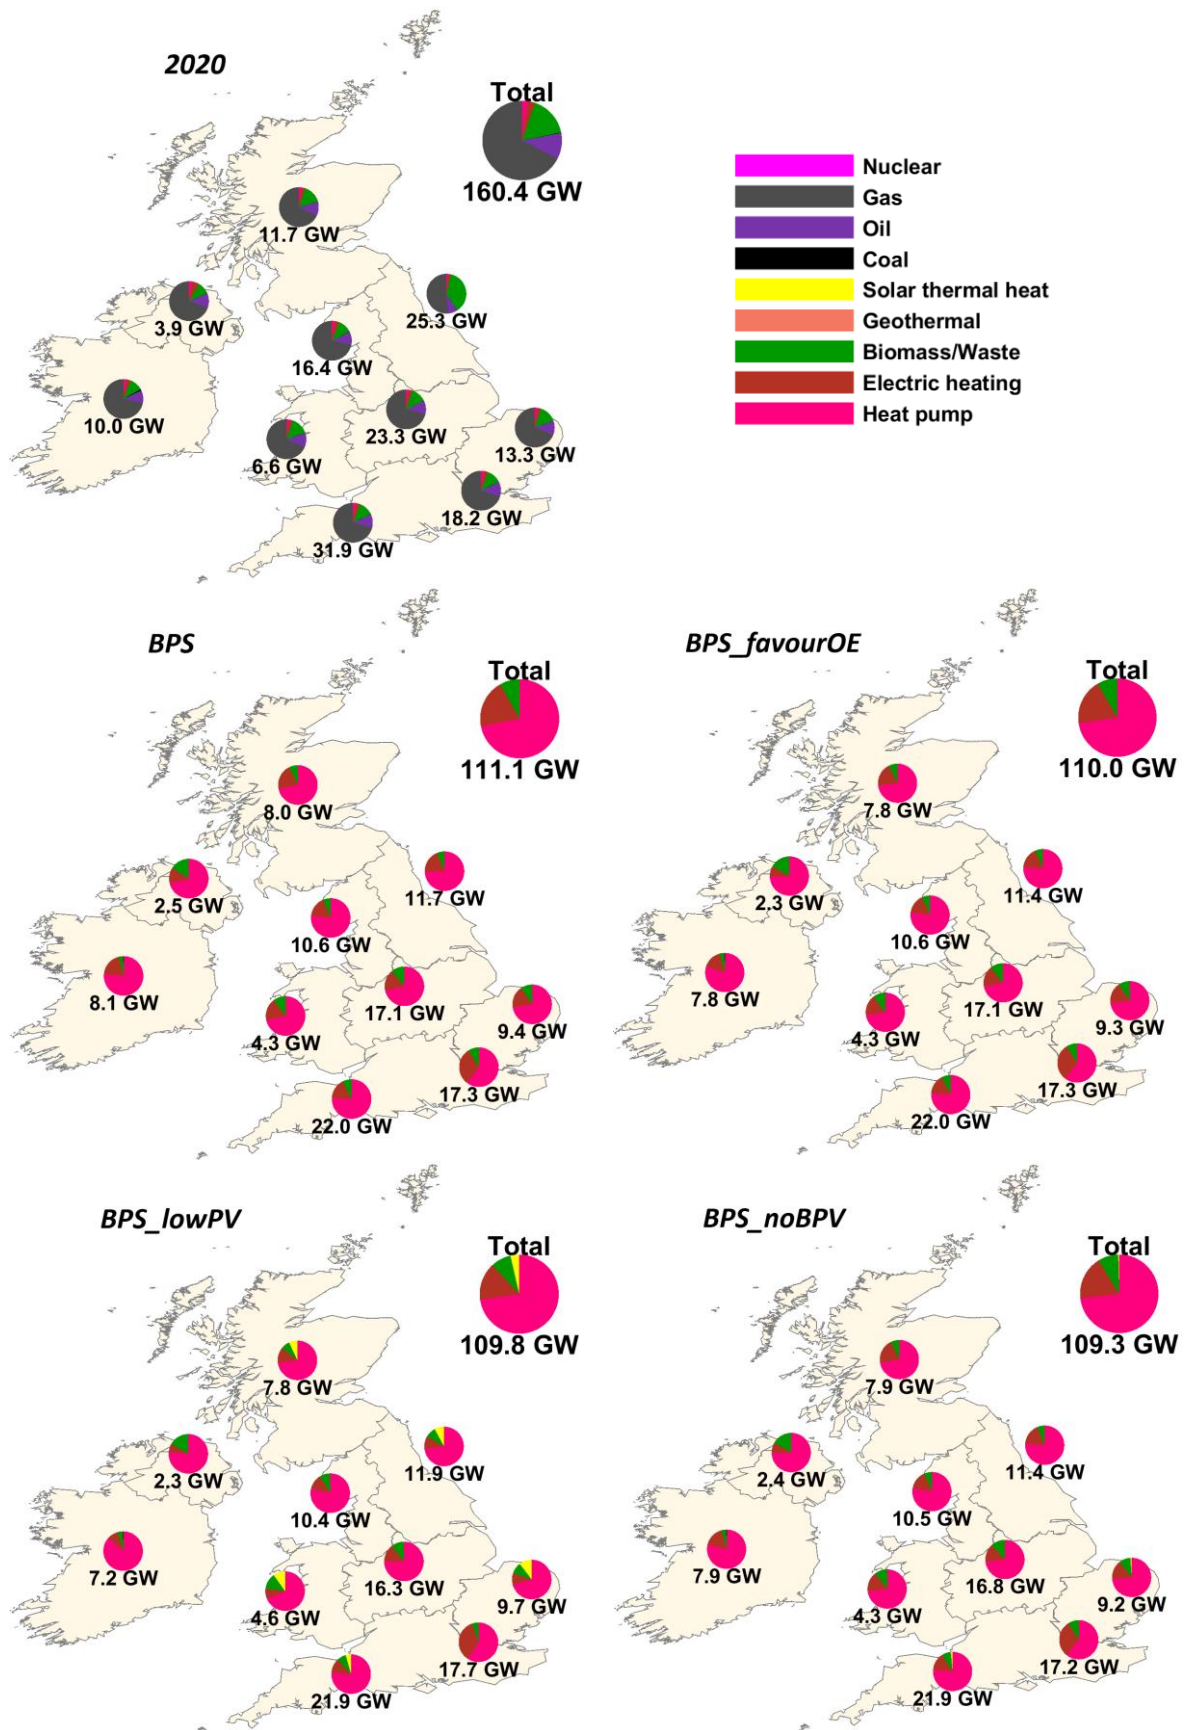 2020
Total
160.4 GW
11.7 GW
3.9 GW
25.3 GW
16.4 GW
10.0 GW
23.3 GW
13.3 GW
6.6 GW
18.2 GW
31.9 GW
Nuclear
Gas
Oil
Coal
Solar thermal heat
Geothermal
Biomass/Waste
Electric heating
Heat pump
BPS
Total
111.1 GW
8.0 GW
2.5 GW
11.7 GW
10.6 GW
8.1 GW
17.1 GW
9.4 GW
4.3 GW
17.3 GW
22.0 GW
BPS_favourOE
Total
110.0 GW
7.8 GW
2.3 GW
11.4 GW
10.6 GW
7.8 GW
17.1 GW
9.3 GW
4.3 GW
17.3 GW
22.0 GW
BPS_lowPV
Total
109.8 GW
7.8 GW
2.3 GW
11.9 GW
10.4 GW
7.2 GW
16.3 GW
9.7 GW
4.6 GW
17.7 GW
21.9 GW
BPS_noBPV
Total
109.3 GW
7.9 GW
2.4 GW
11.4 GW
10.5 GW
7.9 GW
16.8 GW
9.2 GW
4.3 GW
17.2 GW
21.9 GW